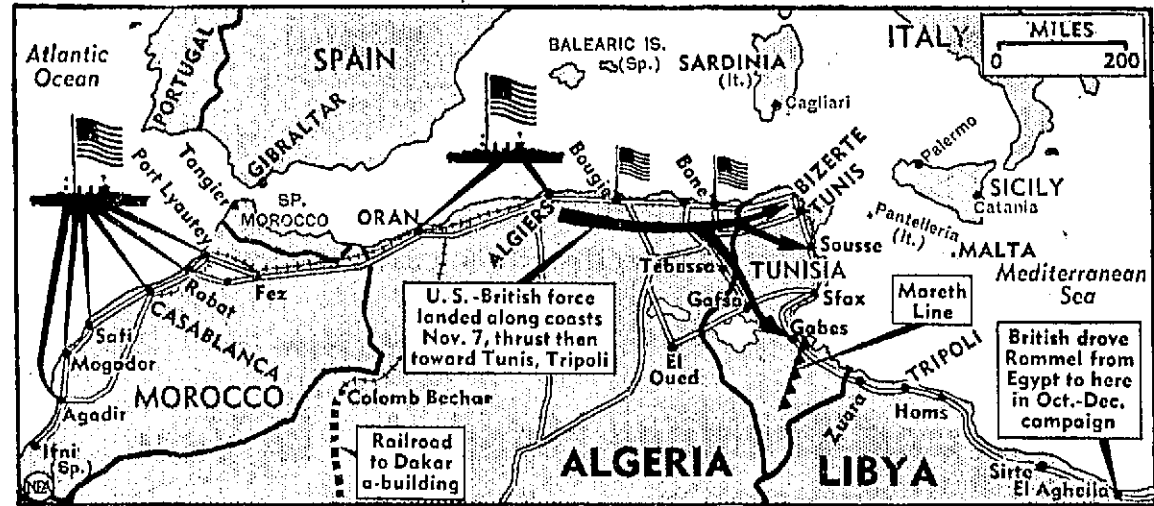 Atlantic
Ocean
PORTUGAL
SPAIN
GIBRALTAR
Tangier
SP.
MOROCCO
Port Lyautey
Rabat
Fez
CASABLANCA
Safi
Mogador
Agadir
Ifni
(Sp.)
NEA
MOROCCO
Colomb Bechar
Railroad
to Dakar
a-building
ORAN
ALGIERS
Bougie
Bone
BIZERTE
TUNIS
BALEARIC IS.
(Sp.)
SARDINIA
(It.)
Cagliari
ITALY
MILES
0 200
Palermo
SICILY
Catania
Pantelleria
(It.)
MALTA
Mediterranean
Sea
Sousse
Tebassa
TUNISIA
Gafsa
Sfax
Gabes
El
Oued
U.S.-British force
landed along coasts
Nov. 7, thrust then
toward Tunis, Tripoli
Mareth
Line
TRIPOLI
Zuara
Homs
British drove
Rommel from
Egypt to here
in Oct.-Dec.
campaign
Sirte
El Agheila
ALGERIA
LIBYA